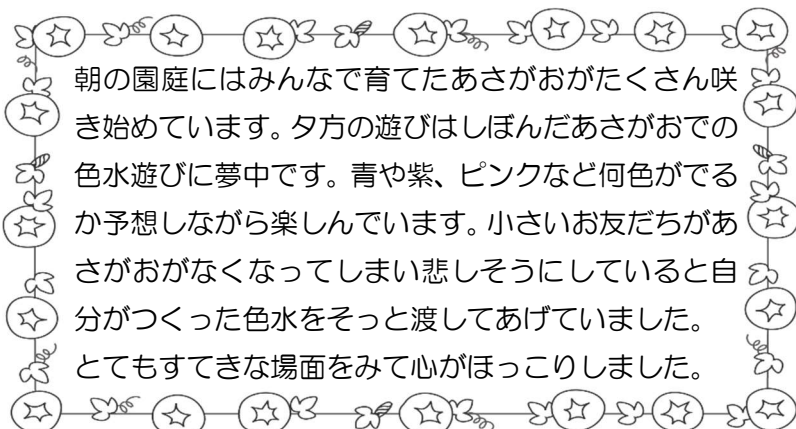 朝の園庭にはみんなで育てたあさがおがたくさん咲
き始めています。夕方の遊びはしぼんだあさがおでの
色水遊びに夢中です。青や紫、ピンクなど何色がでる
か予想しながら楽しんでいます。小さいお友だちがあ
さがおがなくなってしまい悲しそうにしていると自
分がつくった色水をそっと渡してあげていました。
とてもすてきな場面をみて心がほっこりしました。